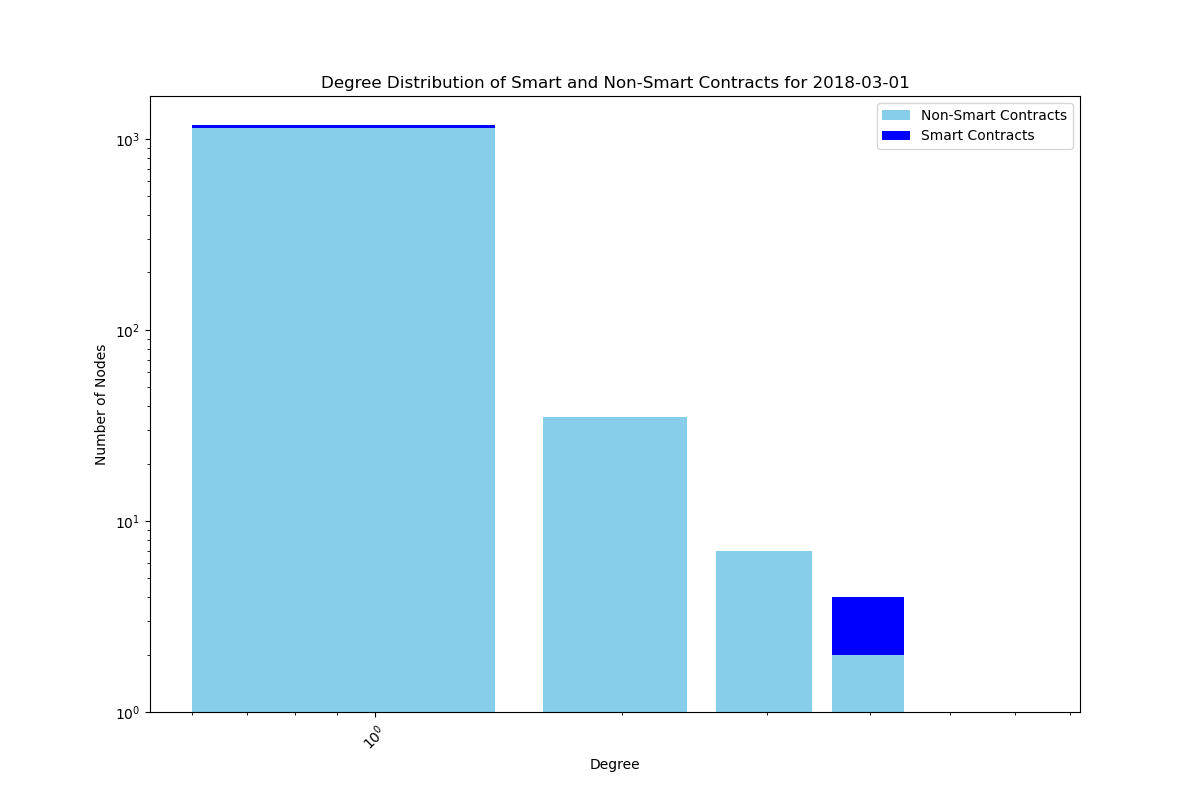 Degree Distribution of Smart and Non-Smart Contracts for 2018-03-01
Non-Smart Contracts
Smart Contracts
10³
10²
10¹
10⁰
Number of Nodes
10⁰
Degree